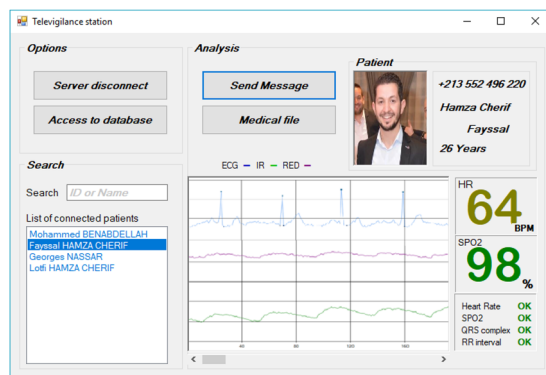 Televigilance station
Options
Server disconnect
Access to database
Search
Search ID or Name
List of connected patients
Mohammed BENABDELLAH
Fayssal HAMZA CHERIF
Georges NASSAR
Lotfi HAMZA CHERIF
Analysis
Send Message
Medical file
Patient
+213 552 496 220
Hamza Cherif
Fayssal
26 Years
ECG - IR - RED -
HR
64
BPM
SPO2
98
%
Heart Rate OK
SPO2 OK
QRS complex OK
RR interval OK
40 80 120 160